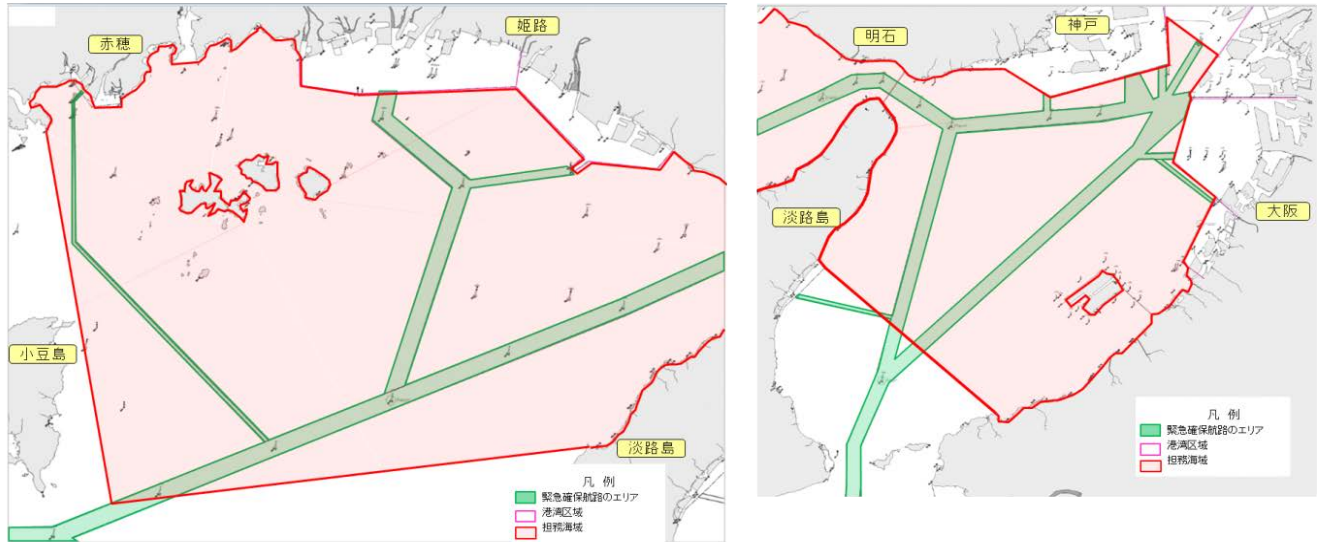 赤穂
姫路
小豆島
淡路島
凡 例
緊急確保航路のエリア
港湾区域
担務海域
明石
神戸
淡路島
大阪
凡 例
緊急確保航路のエリア
港湾区域
担務海域